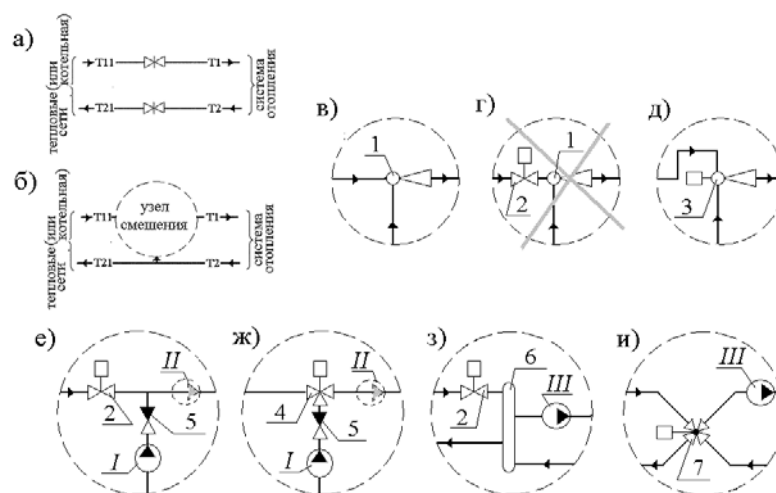 а)
тепловые (или
сети котельная)
Т11
Т1
Т21
Т2
система
отопления
б)
тепловые (или
сети котельная)
Т11
узел
смешения
Т1
Т21
Т2
система
отопления
в)
1
г)
1
2
д)
3
е)
II
2
5
I
ж)
II
4
5
I
з)
6
III
2
и)
III
7